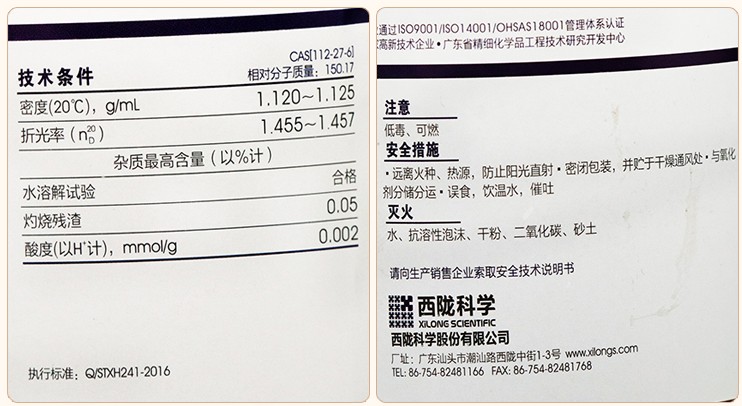 CAS[112-27-6]
技术条件
相对分子质量：150.17
密度(20℃)，g/mL 1.120~1.125
折光率（n20D） 1.455~1.457
杂质最高含量（以%计）
水溶解试验 合格
灼烧残渣 0.05
酸度(以H⁺计)，mmol/g 0.002
执行标准：Q/STXH241-2016
通过ISO9001/ISO14001/OHSAS18001管理体系认证
高新技术企业·广东省精细化学品工程技术研究开发中心
注意
低毒、可燃
安全措施
·远离火种、热源，防止阳光直射·密闭包装，并贮于干燥通风处·与氧化
剂分储分运·误食，饮温水，催吐
灭火
水、抗溶性泡沫、干粉、二氧化碳、砂土
请向生产销售企业索取安全技术说明书
西陇科学
XiLONG SCIENTIFIC
西陇科学股份有限公司
厂址：广东汕头市潮汕路西陇中街1-3号 www.xilongs.com
TEL: 86-754-82481166 FAX: 86-754-82481768